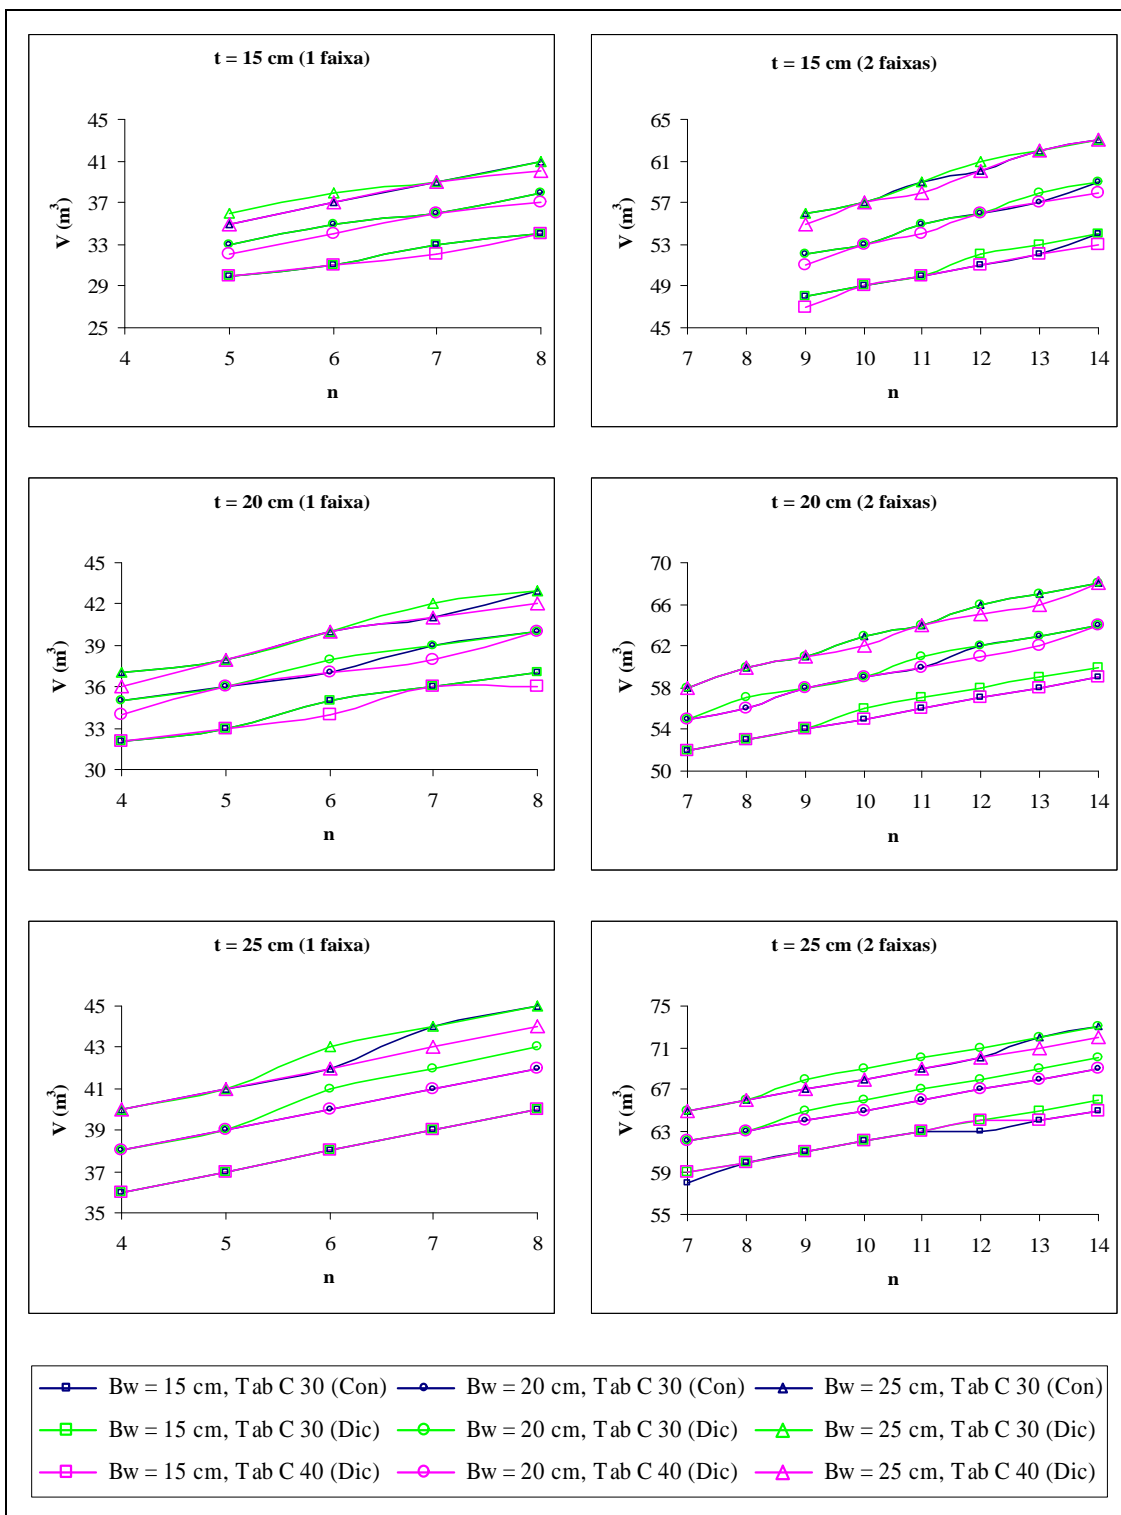 t = 15 cm (1 faixa)
45
41
37
33
29
25
V (m³)
4 5 6 7 8
n
t = 15 cm (2 faixas)
65
61
57
53
49
45
V (m³)
7 8 9 10 11 12 13 14
n
t = 20 cm (1 faixa)
45
42
39
36
33
30
V (m³)
4 5 6 7 8
n
t = 20 cm (2 faixas)
70
66
62
58
54
50
V (m³)
7 8 9 10 11 12 13 14
n
t = 25 cm (1 faixa)
45
43
41
39
37
35
V (m³)
4 5 6 7 8
n
t = 25 cm (2 faixas)
75
71
67
63
59
55
V (m³)
7 8 9 10 11 12 13 14
n
Bw = 15 cm, Tab C 30 (Con) Bw = 20 cm, Tab C 30 (Con) Bw = 25 cm, Tab C 30 (Con)
Bw = 15 cm, Tab C 30 (Dic) Bw = 20 cm, Tab C 30 (Dic) Bw = 25 cm, Tab C 30 (Dic)
Bw = 15 cm, Tab C 40 (Dic) Bw = 20 cm, Tab C 40 (Dic) Bw = 25 cm, Tab C 40 (Dic)